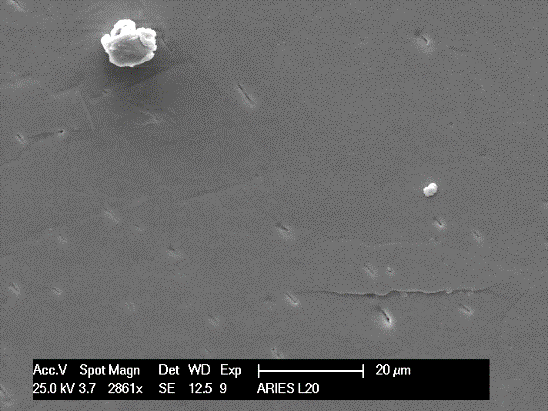 Acc.V Spot Magn Det WD Exp 20 µm
25.0 kV 3.7 2861x SE 12.5 9 ARIES L20